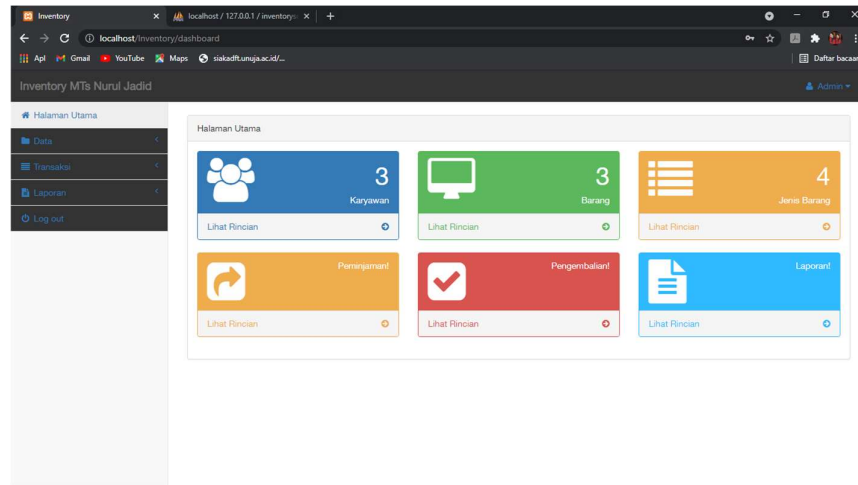 Inventory
localhost / 127.0.0.1 / inventorys
localhost/Inventory/dashboard
Apl
Gmail
YouTube
Maps
siakadft.unuja.ac.id/...
Daftar bacaan
Inventory MTs Nurul Jadid
Admin
Halaman Utama
Data
Transaksi
Laporan
Log out
Halaman Utama
3
Karyawan
Lihat Rincian
3
Barang
Lihat Rincian
4
Jenis Barang
Lihat Rincian
Peminjaman!
Lihat Rincian
Pengembalian!
Lihat Rincian
Laporan!
Lihat Rincian